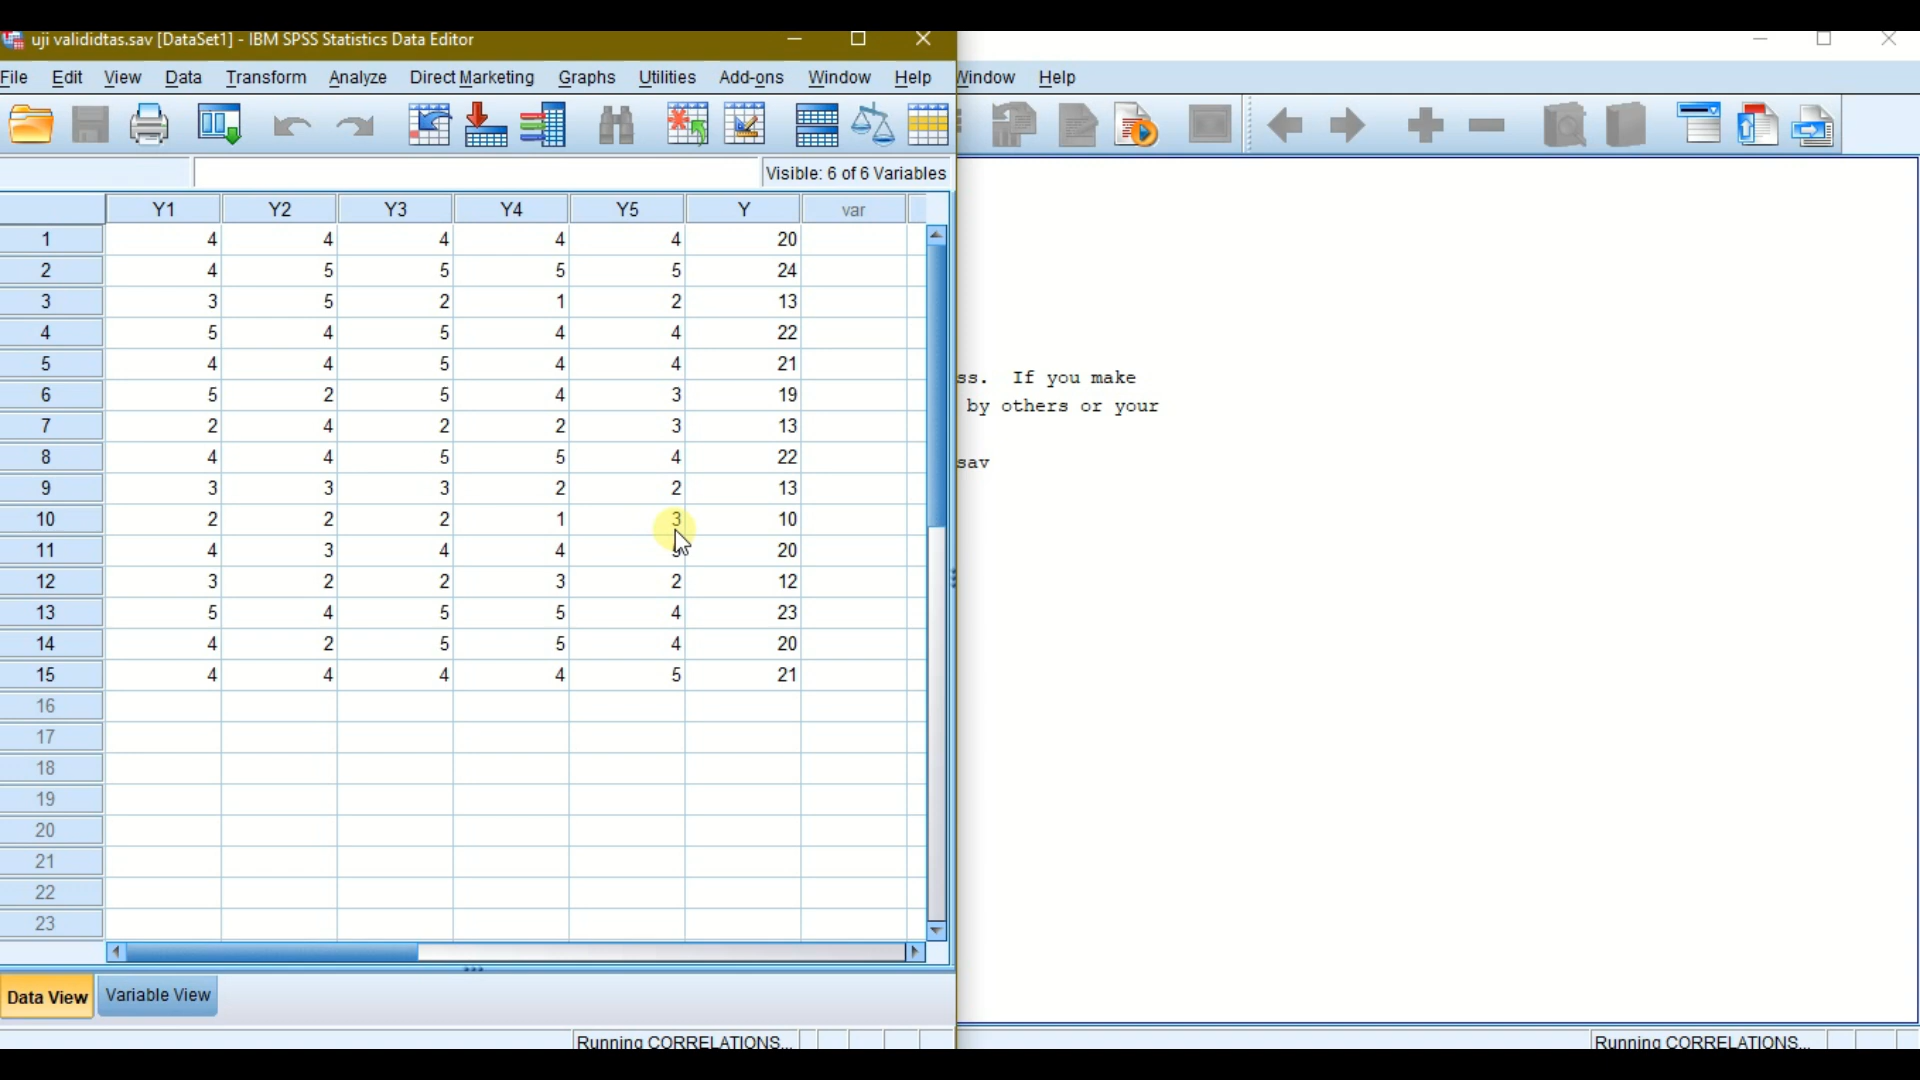 uji valididtas.sav [DataSet1] - IBM SPSS Statistics Data Editor
File Edit View Data Transform Analyze Direct Marketing Graphs Utilities Add-ons Window Help
Window Help
Visible: 6 of 6 Variables
Y1 Y2 Y3 Y4 Y5 Y var
1 4 4 4 4 4 20
2 4 5 5 5 5 24
3 3 5 2 1 2 13
4 5 4 5 4 4 22
5 4 4 5 4 4 21
6 5 2 5 4 3 19
7 2 4 2 2 3 13
8 4 4 5 5 4 22
9 3 3 3 2 2 13
10 2 2 2 1 3 10
11 4 3 4 4 20
12 3 2 2 3 2 12
13 5 4 5 5 4 23
14 4 2 5 5 4 20
15 4 4 4 4 5 21
16
17
18
19
20
21
22
23
ss. If you make
by others or your
sav
Data View Variable View
Running CORRELATIONS...
Running CORRELATIONS...